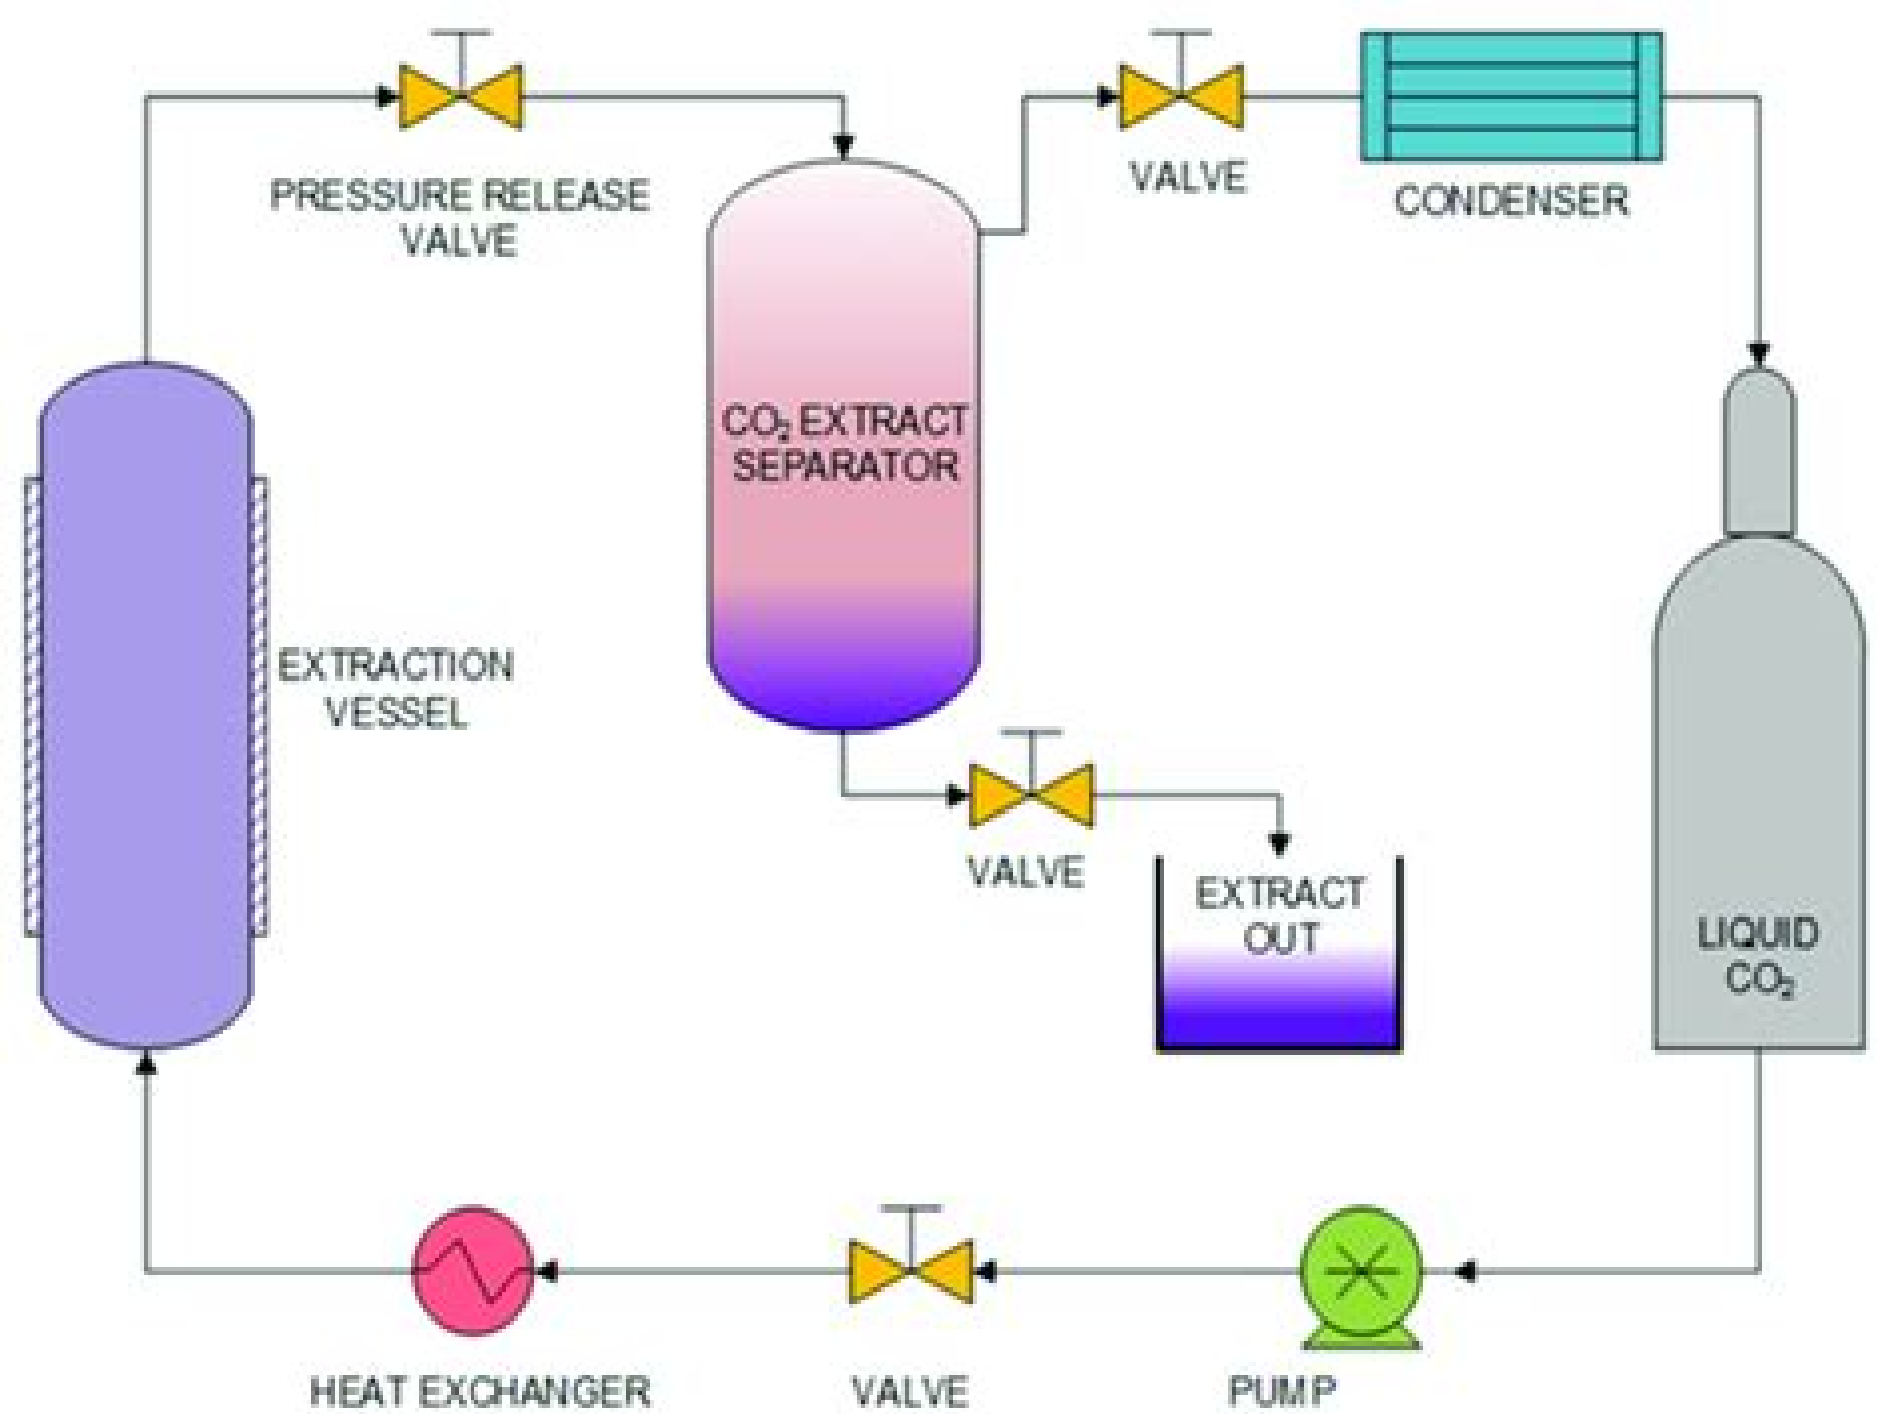 PRESSURE RELEASE
VALVE
VALVE
CONDENSER
CO₂ EXTRACT
SEPARATOR
EXTRACTION
VESSEL
VALVE
EXTRACT
OUT
LIQUID
CO₂
HEAT EXCHANGER
VALVE
PUMP